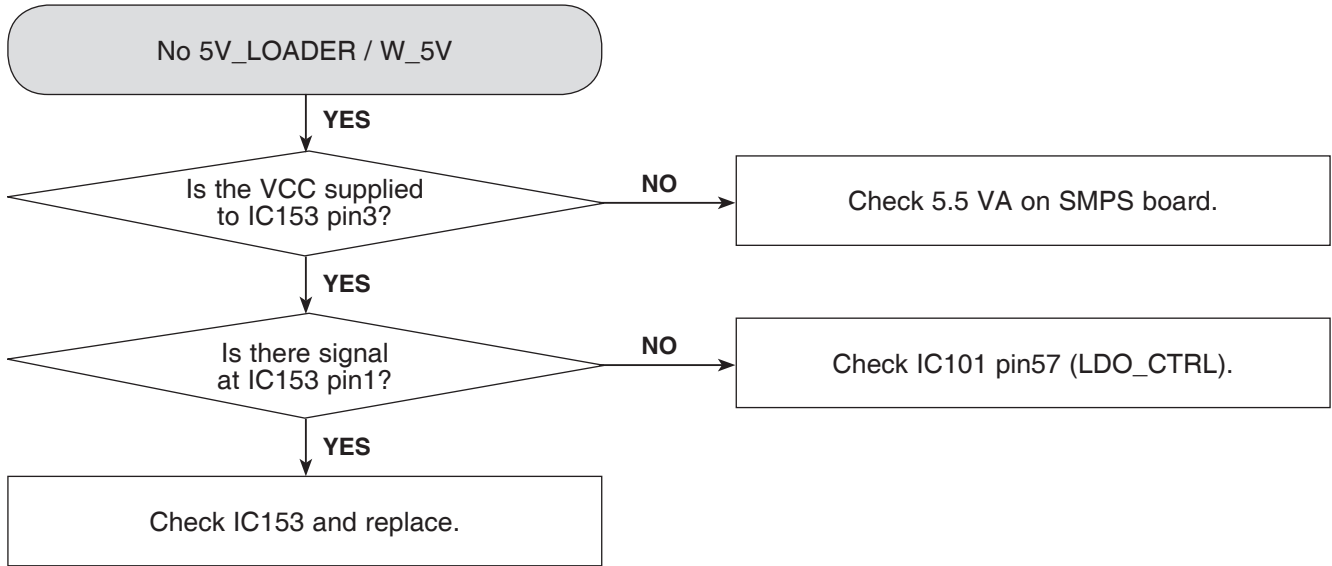 No 5V_LOADER / W_5V
YES
Is the VCC supplied
to IC153 pin3?
NO
Check 5.5 VA on SMPS board.
YES
Is there signal
at IC153 pin1?
NO
Check IC101 pin57 (LDO_CTRL).
YES
Check IC153 and replace.